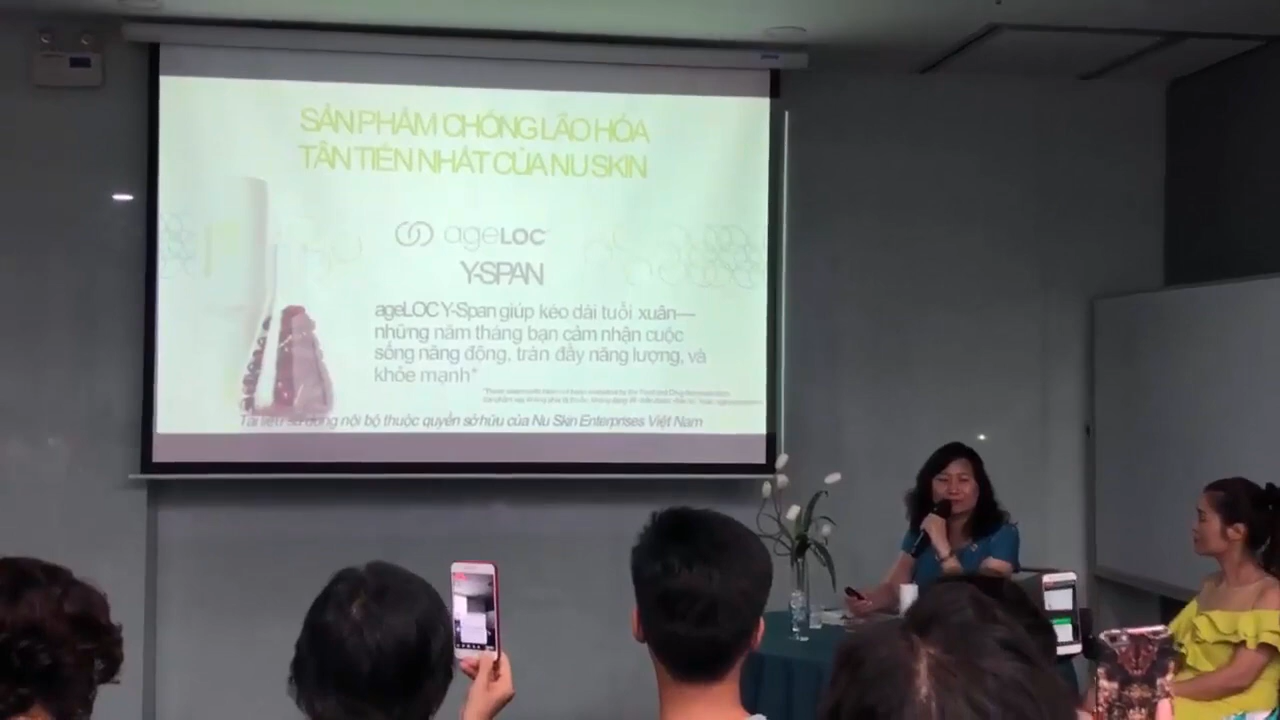 SẢN PHẨM CHỐNG LÃO HÓA
TÂN TIẾN NHẤT CỦA NU SKIN
ageLOC
Y-SPAN
ageLOC Y-Span giúp kéo dài tuổi xuân—
những năm tháng bạn cảm nhận cuộc
sống năng động, tràn đầy năng lượng, và
khỏe mạnh*
Tài liệu sử dụng nội bộ thuộc quyền sở hữu của Nu Skin Enterprises Việt Nam